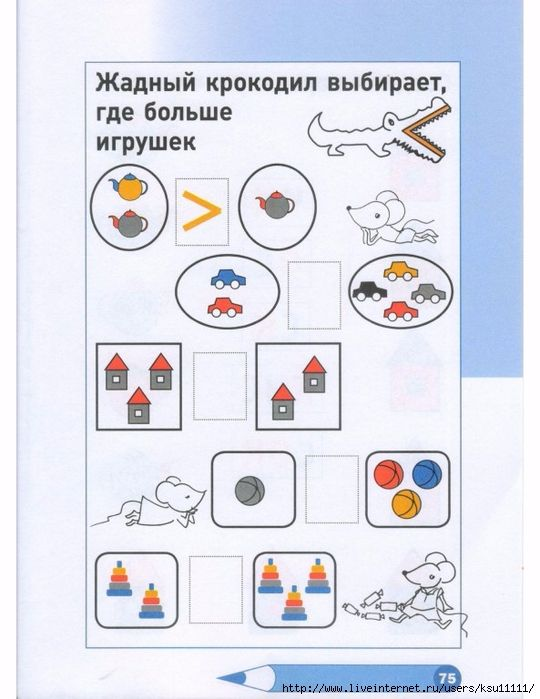 Жадный крокодил выбирает,
где больше
игрушек
>
75
http://www.liveinternet.ru/users/ksu11111/